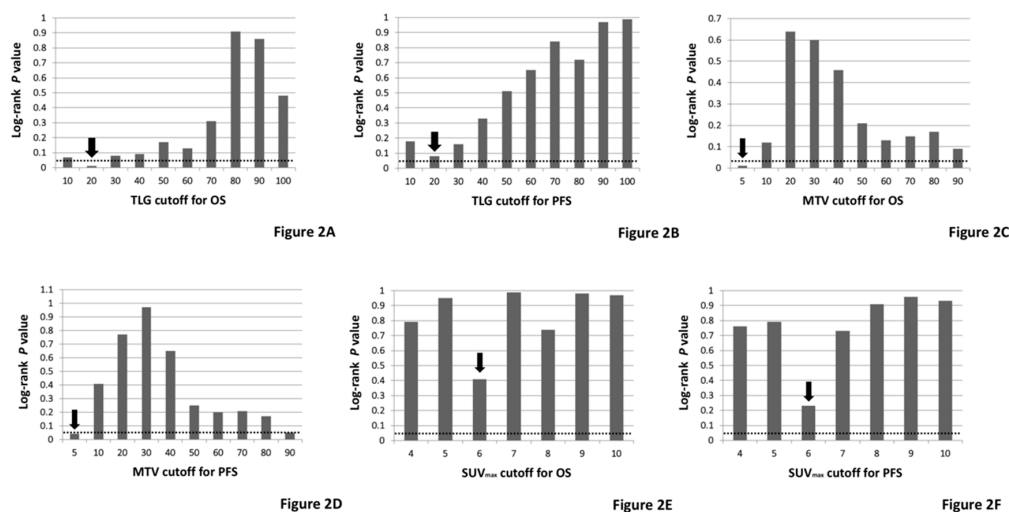 1
0.9
0.8
0.7
0.6
0.5
0.4
0.3
0.2
0.1
0
Log-rank P value
10 20 30 40 50 60 70 80 90 100
TLG cutoff for OS
Figure 2A
1
0.9
0.8
0.7
0.6
0.5
0.4
0.3
0.2
0.1
0
Log-rank P value
10 20 30 40 50 60 70 80 90 100
TLG cutoff for PFS
Figure 2B
0.7
0.6
0.5
0.4
0.3
0.2
0.1
0
Log-rank P value
5 10 20 30 40 50 60 70 80 90
MTV cutoff for OS
Figure 2C
1.1
1
0.9
0.8
0.7
0.6
0.5
0.4
0.3
0.2
0.1
0
Log-rank P value
5 10 20 30 40 50 60 70 80 90
MTV cutoff for PFS
Figure 2D
1
0.9
0.8
0.7
0.6
0.5
0.4
0.3
0.2
0.1
0
Log-rank P value
4 5 6 7 8 9 10
SUVmax cutoff for OS
Figure 2E
1
0.9
0.8
0.7
0.6
0.5
0.4
0.3
0.2
0.1
0
Log-rank P value
4 5 6 7 8 9 10
SUVmax cutoff for PFS
Figure 2F